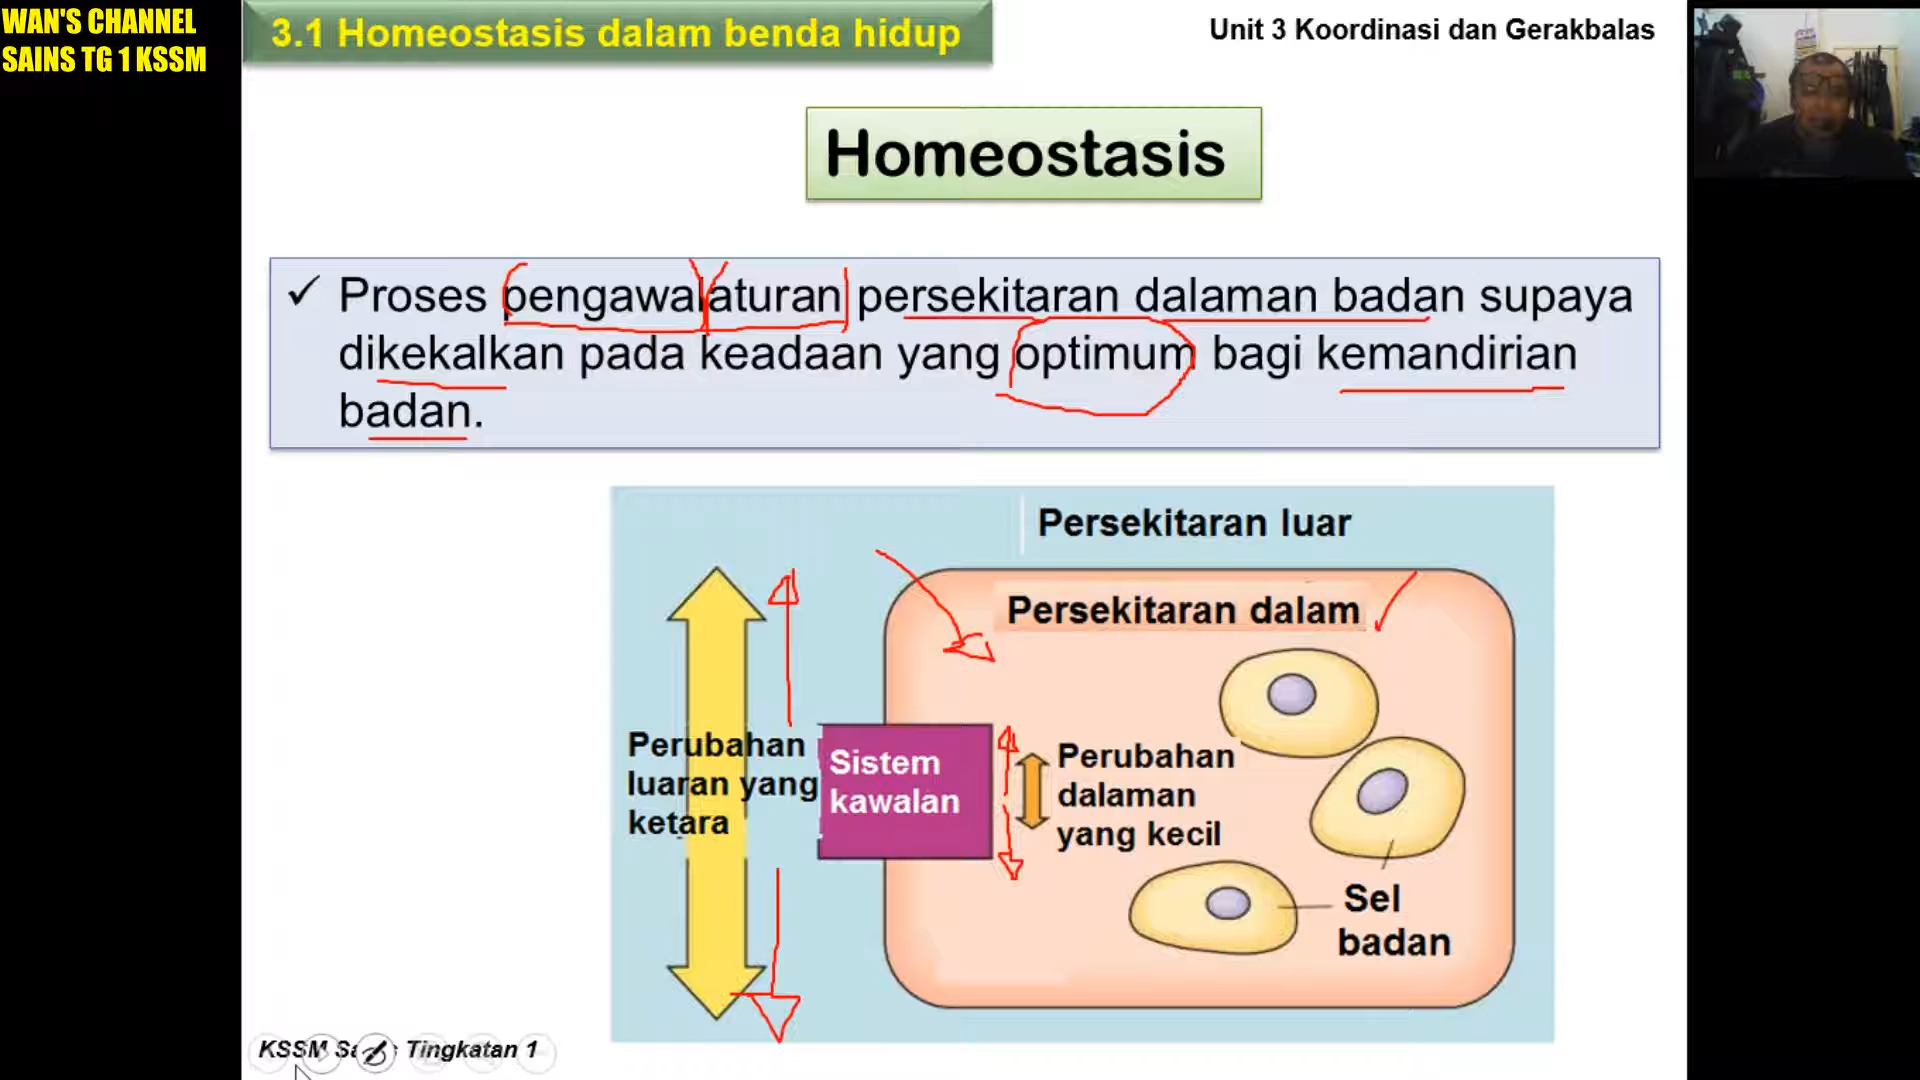 WAN'S CHANNEL
SAINS TG 1 KSSM
3.1 Homeostasis dalam benda hidup
Unit 3 Koordinasi dan Gerakbalas
Homeostasis
✓ Proses pengawalaturan persekitaran dalaman badan supaya
dikekalkan pada keadaan yang optimum bagi kemandirian
badan.
Persekitaran luar
Persekitaran dalam
Perubahan
luaran yang
ketara
Sistem
kawalan
Perubahan
dalaman
yang kecil
Sel
badan
KSSM Tingkatan 1